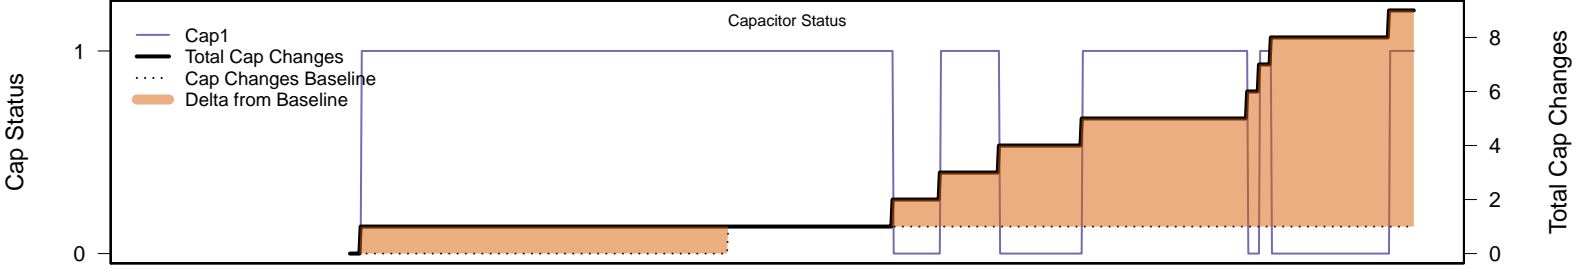 Capacitor Status
Cap1
Total Cap Changes
Cap Changes Baseline
Delta from Baseline
Cap Status
1
0
8
6
4
2
0
Total Cap Changes